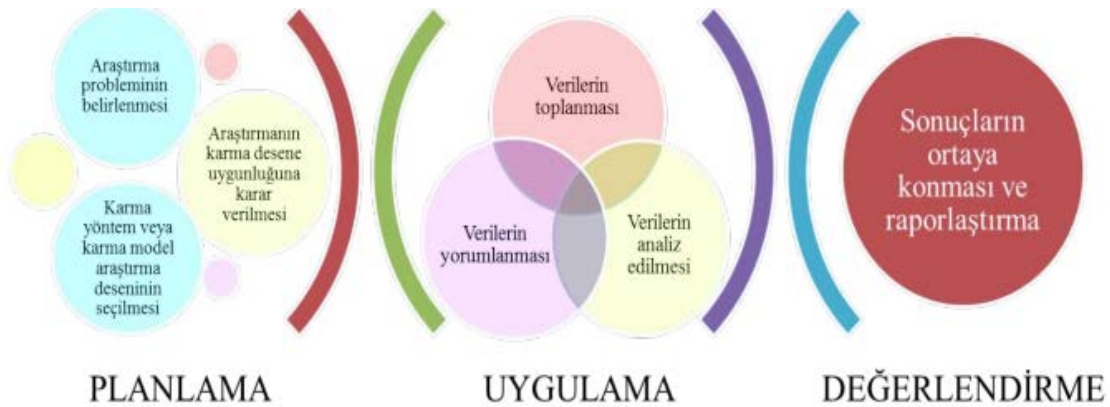 Araştırma
probleminin
belirlenmesi
Araştırmanın
karma desene
uygunluğuna
karar
verilmesi
Karma
yöntem veya
karma model
araştırma
deseninin
seçilmesi
PLANLAMA
Verilerin
toplanması
Verilerin
yorumlanması
Verilerin
analiz
edilmesi
UYGULAMA
Sonuçların
ortaya
konması ve
raporlaştırma
DEĞERLENDİRME